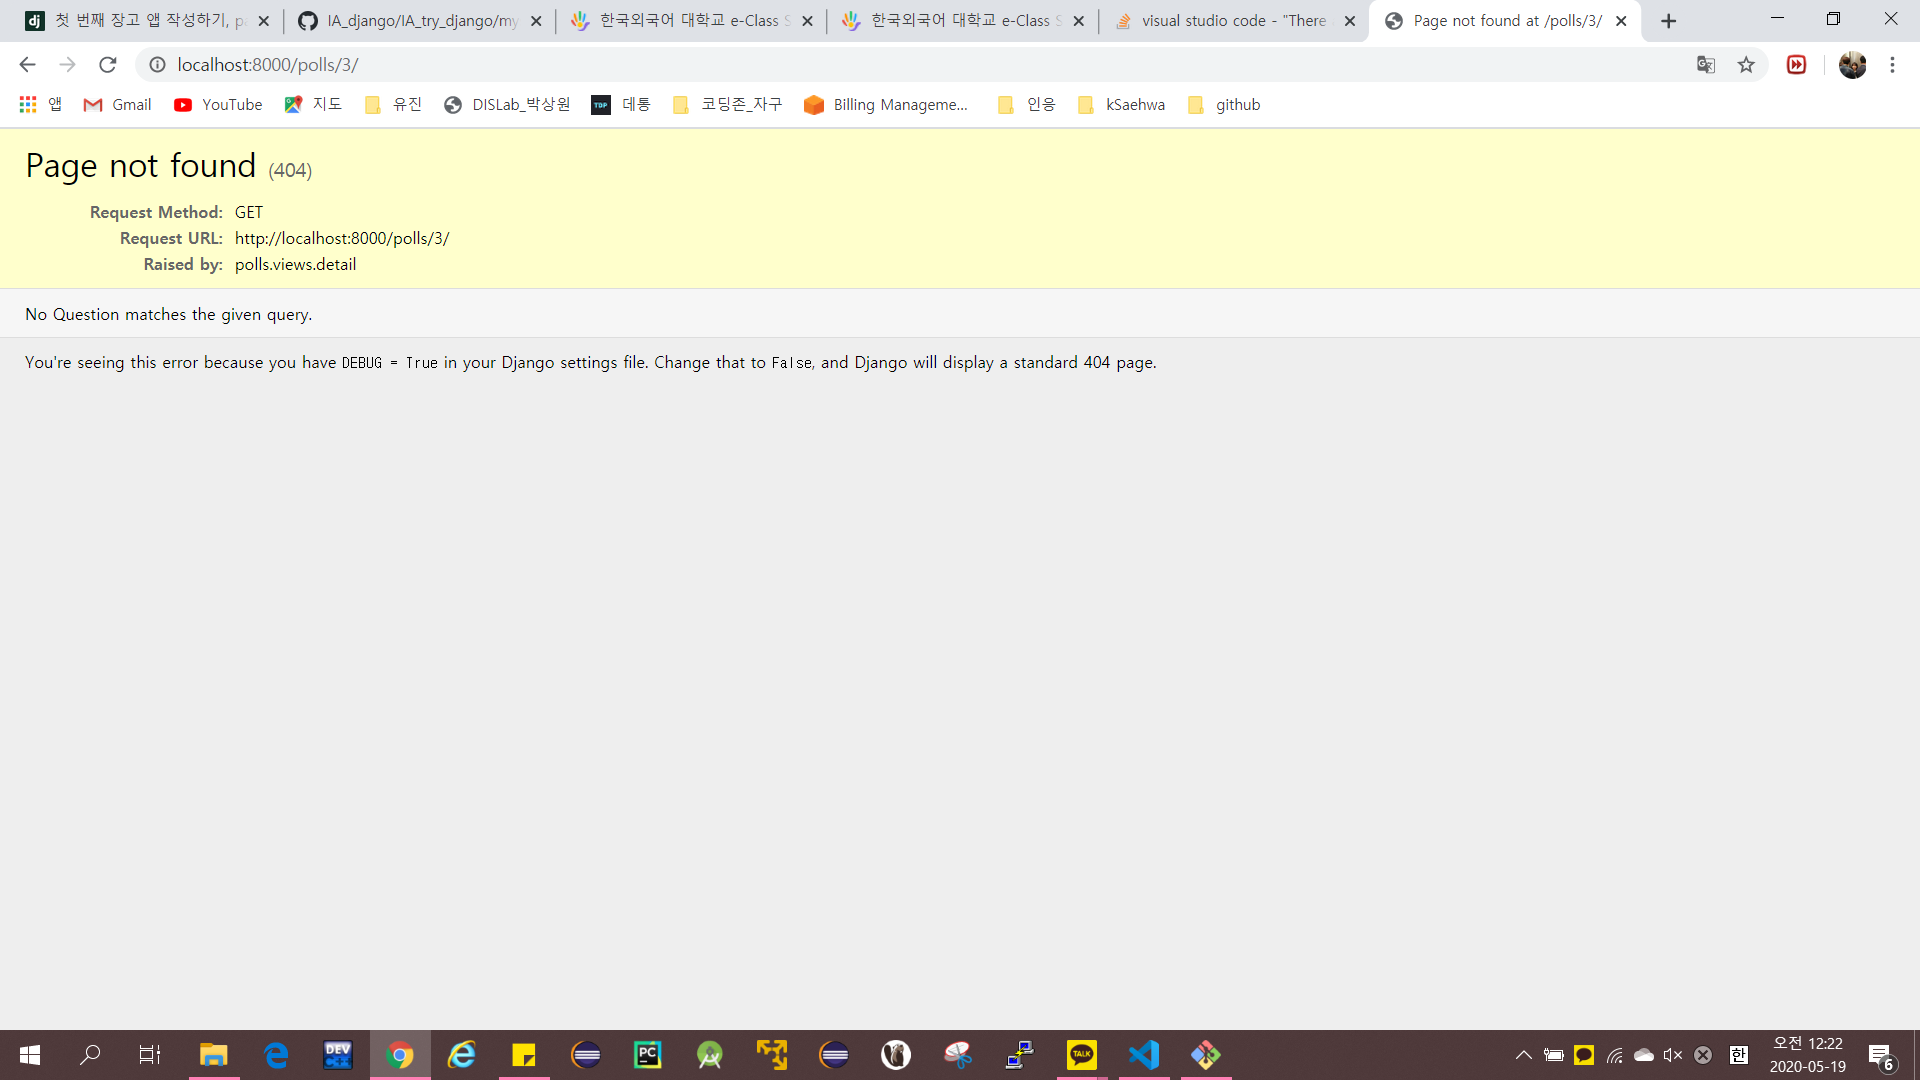 첫 번째 장고 앱 작성하기, pa
IA_django/IA_try_django/my
한국외국어 대학교 e-Class S
한국외국어 대학교 e-Class S
visual studio code - "There
Page not found at /polls/3/
localhost:8000/polls/3/
앱 Gmail YouTube 지도 유진 DISLab_박상원 데통 코딩존_자구 Billing Manageme... 인응 kSaehwa github
Page not found (404)
Request Method: GET
Request URL: http://localhost:8000/polls/3/
Raised by: polls.views.detail
No Question matches the given query.
You're seeing this error because you have DEBUG = True in your Django settings file. Change that to False, and Django will display a standard 404 page.
DEV C++
PC
TALK
한
오전 12:22
2020-05-19
6